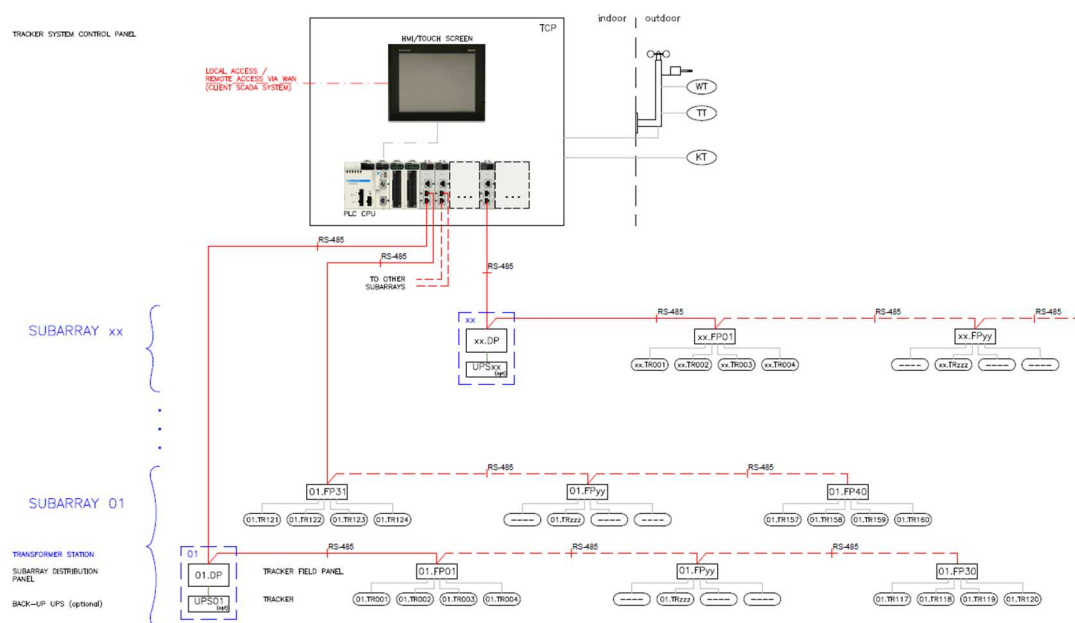 TRACKER SYSTEM CONTROL PANEL
TCP
indoor
outdoor
HMI/TOUCH SCREEN
LOCAL ACCESS /
REMOTE ACCESS VIA WAN
(CLIENT SCADA SYSTEM)
WT
TT
KT
...
...
PLC CPU
RS-485
RS-485
TO OTHER
SUBARRAYS
RS-485
SUBARRAY xx
xx
RS-485
RS-485
RS-485
xx.DP
xx.FP01
xx.FPyy
UPSxx
(opt)
xx.TR001 xx.TR002 xx.TR003 xx.TR004
---- xx.TRzzz ---- ----
RS-485
RS-485
SUBARRAY 01
01.FP31
01.FPyy
01.FP40
01.TR121 01.TR122 01.TR123 01.TR124
---- 01.TRzzz ---- ----
01.TR157 01.TR158 01.TR159 01.TR160
TRANSFORMER STATION
01
RS-485
RS-485
RS-485
SUBARRAY DISTRIBUTION
PANEL
01.DP
TRACKER FIELD PANEL
01.FP01
01.FPyy
01.FP30
BACK-UP UPS (optional)
UPS01
(opt)
TRACKER
01.TR001 01.TR002 01.TR003 01.TR004
---- 01.TRzzz ---- ----
01.TR117 01.TR118 01.TR119 01.TR120